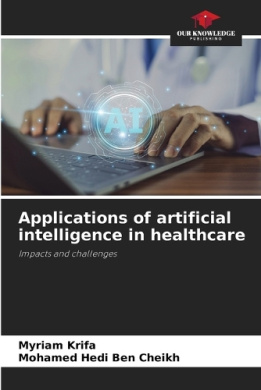 OUR KNOWLEDGE
PUBLISHING
AI
Applications of artificial
intelligence in healthcare
Impacts and challenges
Myriam Krifa
Mohamed Hedi Ben Cheikh